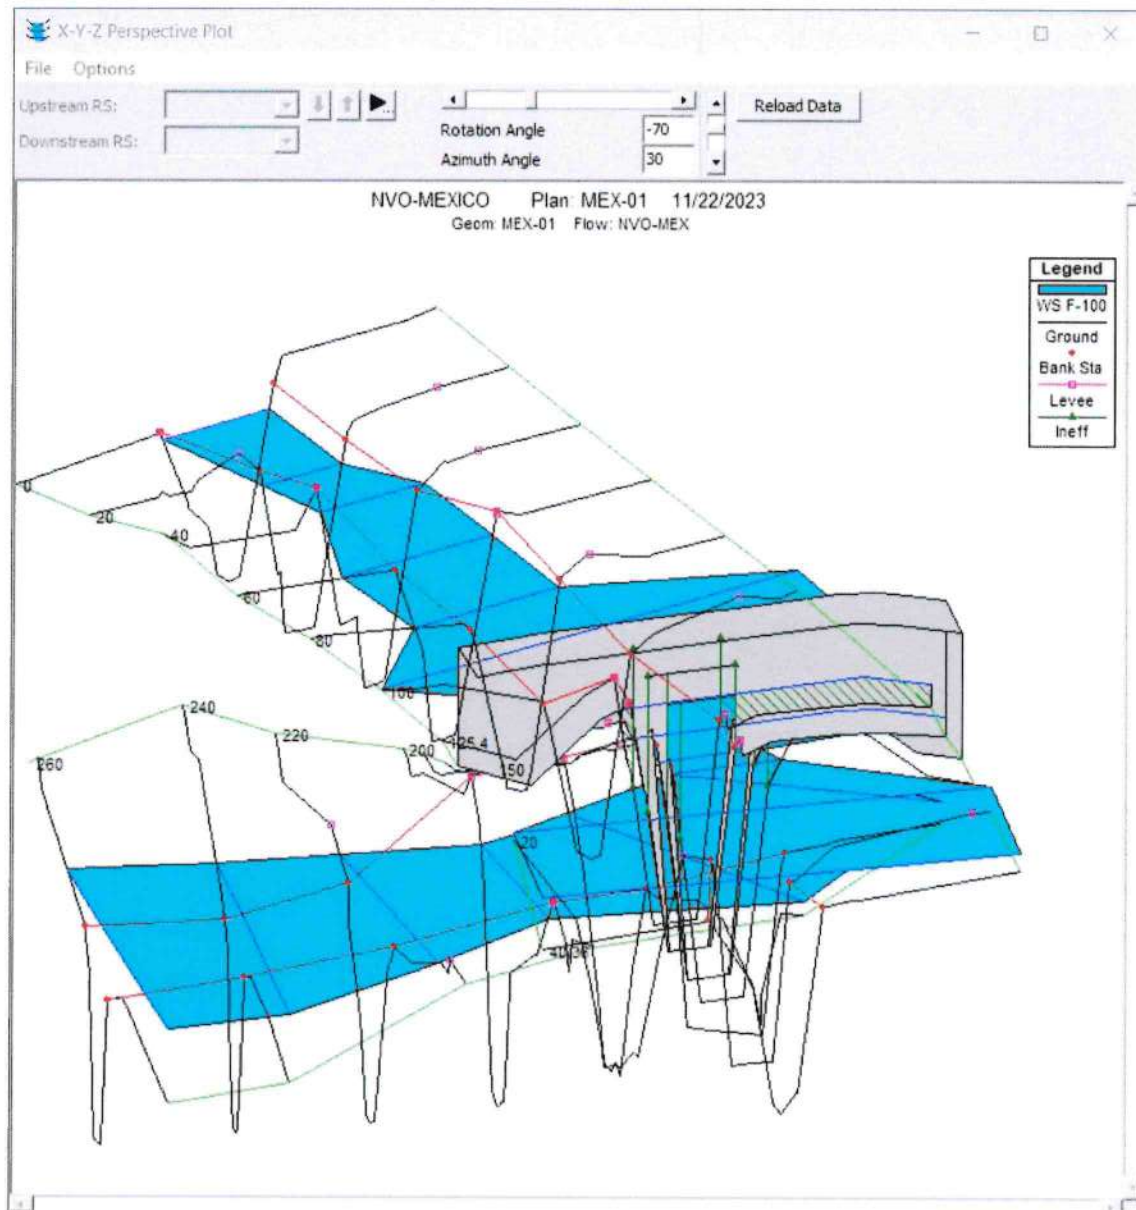 X-Y-Z Perspective Plot
File Options
Upstream RS:
Reload Data
Rotation Angle -70
Downstream RS:
Azimuth Angle 30
NVO-MEXICO Plan: MEX-01 11/22/2023
Geom: MEX-01 Flow: NVO-MEX
Legend
WS F-100
Ground
Bank Sta
Levee
Ineff
0
20
40
60
80
100
240
220
200
260
20